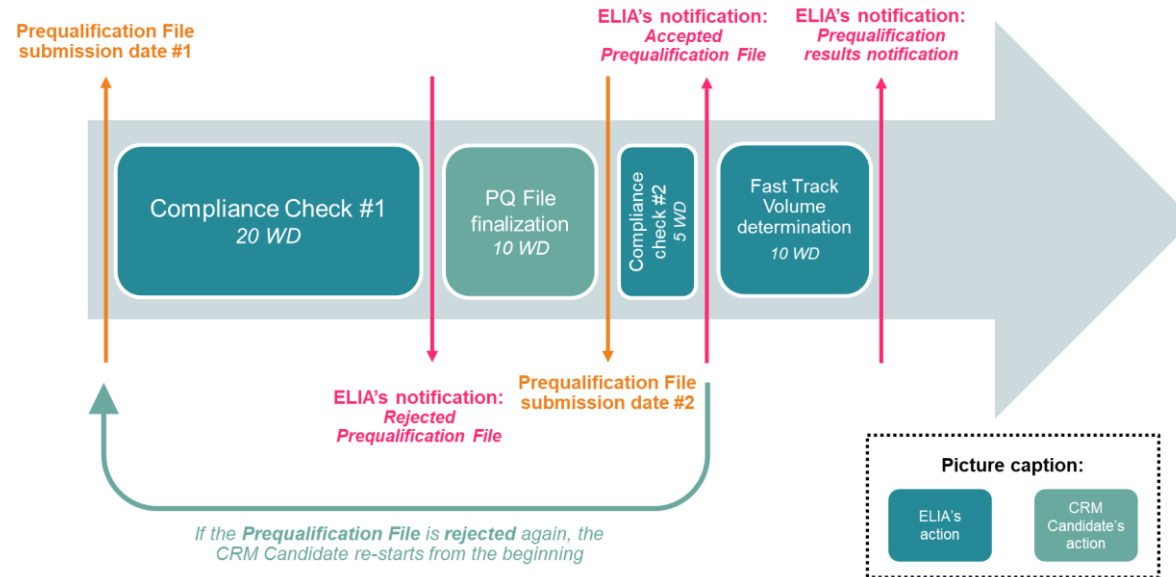 Prequalification File
submission date #1
ELIA's notification:
Accepted
Prequalification File
ELIA's notification:
Prequalification
results notification
Compliance Check #1
20 WD
PQ File
finalization
10 WD
Compliance
check #2
5 WD
Fast Track
Volume
determination
10 WD
ELIA's notification:
Rejected
Prequalification File
Prequalification File
submission date #2
If the Prequalification File is rejected again, the
CRM Candidate re-starts from the beginning
Picture caption:
ELIA's
action
CRM
Candidate's
action